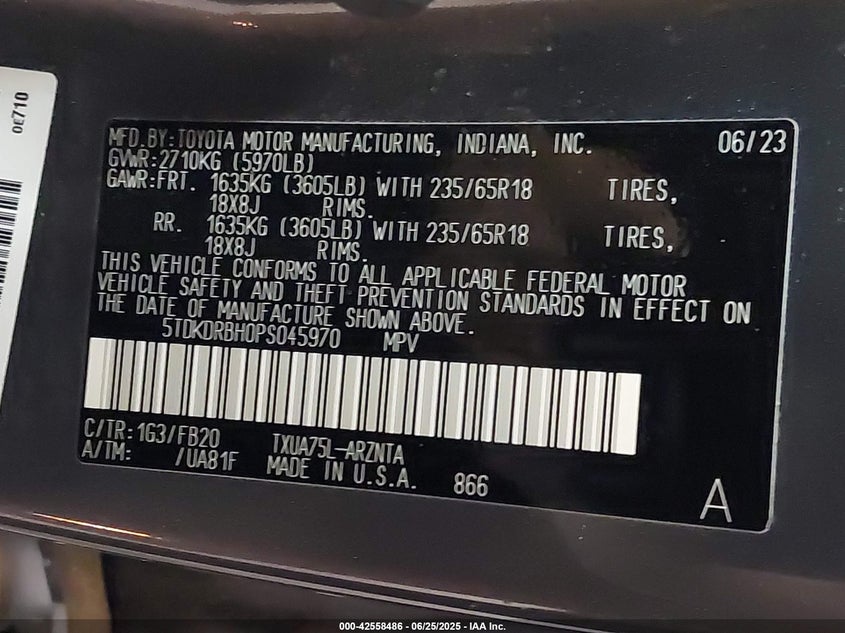 0E710
MFD.BY:TOYOTA MOTOR MANUFACTURING, INDIANA, INC. 06/23
GVWR:2710KG (5970LB)
GAWR:FRT. 1635KG (3605LB) WITH 235/65R18 TIRES,
18X8J RIMS.
RR. 1635KG (3605LB) WITH 235/65R18 TIRES,
18X8J RIMS.
THIS VEHICLE CONFORMS TO ALL APPLICABLE FEDERAL MOTOR
VEHICLE SAFETY AND THEFT PREVENTION STANDARDS IN EFFECT ON
THE DATE OF MANUFACTURE SHOWN ABOVE.
5TDKDRBH0PS045970 MPV
C/TR:1G3/FB20 TXUA75L-ARZNTA
A/TM: /UA81F MADE IN U.S.A. 866
A
000-42558486 - 06/25/2025 - IAA Inc.